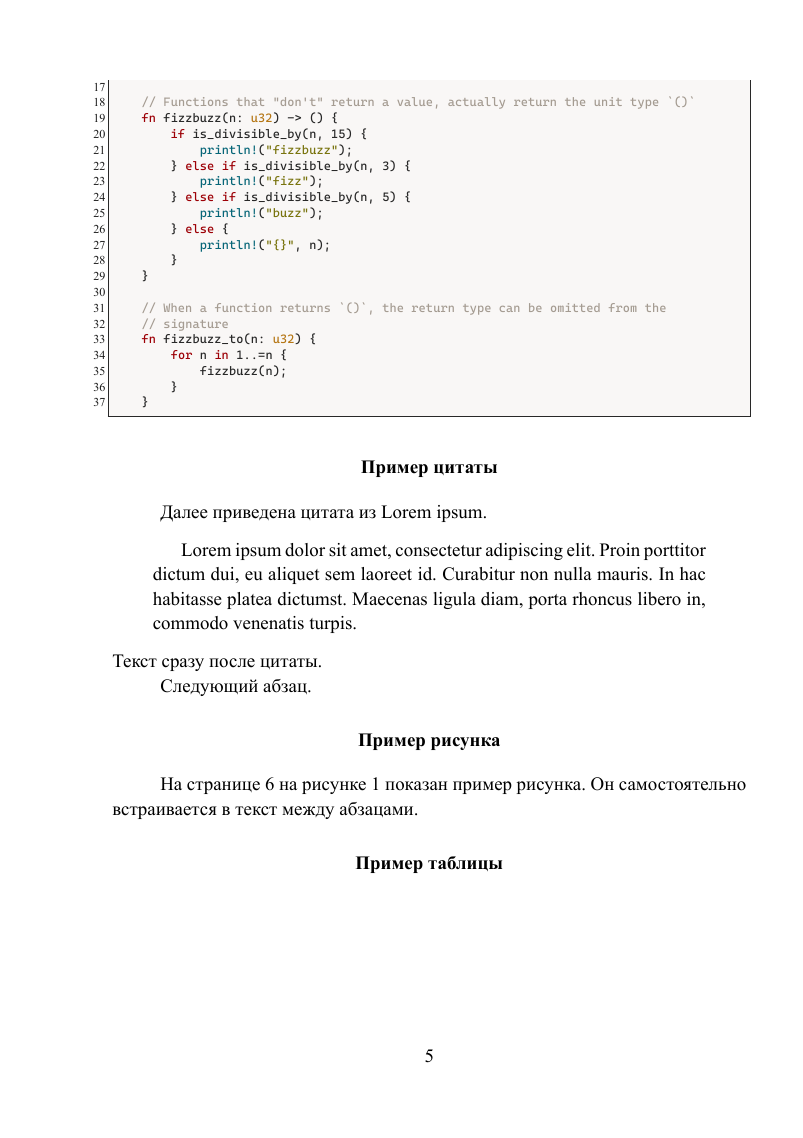 17
18 // Functions that "don't" return a value, actually return the unit type `()`
19 fn fizzbuzz(n: u32) -> () {
20     if is_divisible_by(n, 15) {
21         println!("fizzbuzz");
22     } else if is_divisible_by(n, 3) {
23         println!("fizz");
24     } else if is_divisible_by(n, 5) {
25         println!("buzz");
26     } else {
27         println!("{}", n);
28     }
29 }
30
31 // When a function returns `()`, the return type can be omitted from the
32 // signature
33 fn fizzbuzz_to(n: u32) {
34     for n in 1..=n {
35         fizzbuzz(n);
36     }
37 }
Пример цитаты
Далее приведена цитата из Lorem ipsum.
Lorem ipsum dolor sit amet, consectetur adipiscing elit. Proin porttitor
dictum dui, eu aliquet sem laoreet id. Curabitur non nulla mauris. In hac
habitasse platea dictumst. Maecenas ligula diam, porta rhoncus libero in,
commodo venenatis turpis.
Текст сразу после цитаты.
Следующий абзац.
Пример рисунка
На странице 6 на рисунке 1 показан пример рисунка. Он самостоятельно
встраивается в текст между абзацами.
Пример таблицы
5